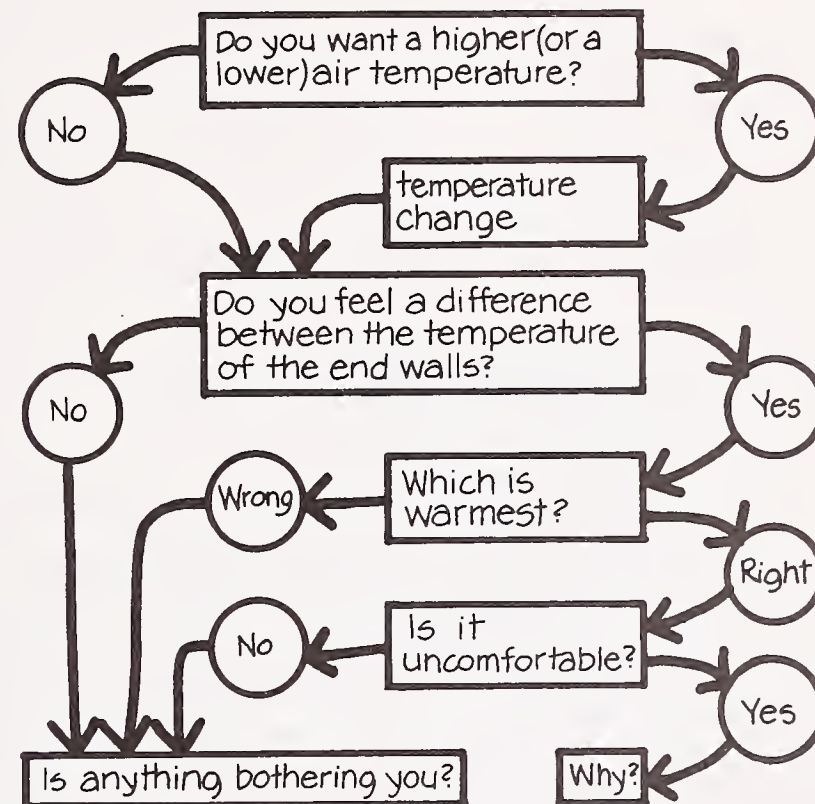 Do you want a higher(or a
lower)air temperature?
No
Yes
temperature
change
Do you feel a difference
between the temperature
of the end walls?
No
Yes
Which is
warmest?
Wrong
Right
Is it
uncomfortable?
No
Yes
Is anything bothering you?
Why?